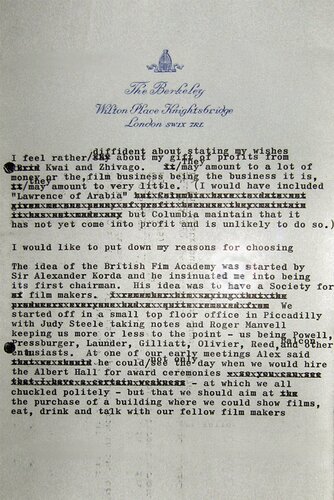 The Berkeley
Wilton Place Knightsbridge
London SW1X 7RL
diffident about stating my wishes
I feel rather/shy about my gift of profits from
They
Kwai and Zhivago. It/may amount to a lot of
monek or the film business being the business it is,
they
it/may amount to very little. (I would have included
"Lawrence of Arabia"
but Columbia maintain that it
has not yet come into profit and is unlikely to do so.)
I would like to put down my reasons for choosing
The idea of the British Fim Academy was started by
Sir Alexander Korda and he insinuated me into being
its first chairman. His idea was to have a Society for
film makers. We
started off in a small top floor office in Piccadilly
with Judy Steele taking notes and Roger Manvell
keeping us more or less to the point - us being Powell,
Pressburger, Launder, Gilliatt, Olivier, Reed, and other
enthusiasts. At one of our early meetings Alex said
only
he could/see the day when we would hire
the Albert Hall for award ceremonies
- at which we all
chuckled politely - but that we should aim at
the purchase of a building where we could show films,
eat, drink and talk with our fellow film makers